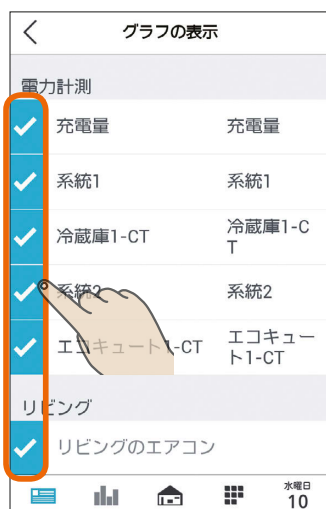 グラフの表示
電力計測
充電量 充電量
系統1 系統1
冷蔵庫1-CT 冷蔵庫1-C
T
系統2 系統2
エコキュート1-CT エコキュー
ト1-CT
リビング
リビングのエアコン
水曜日
10